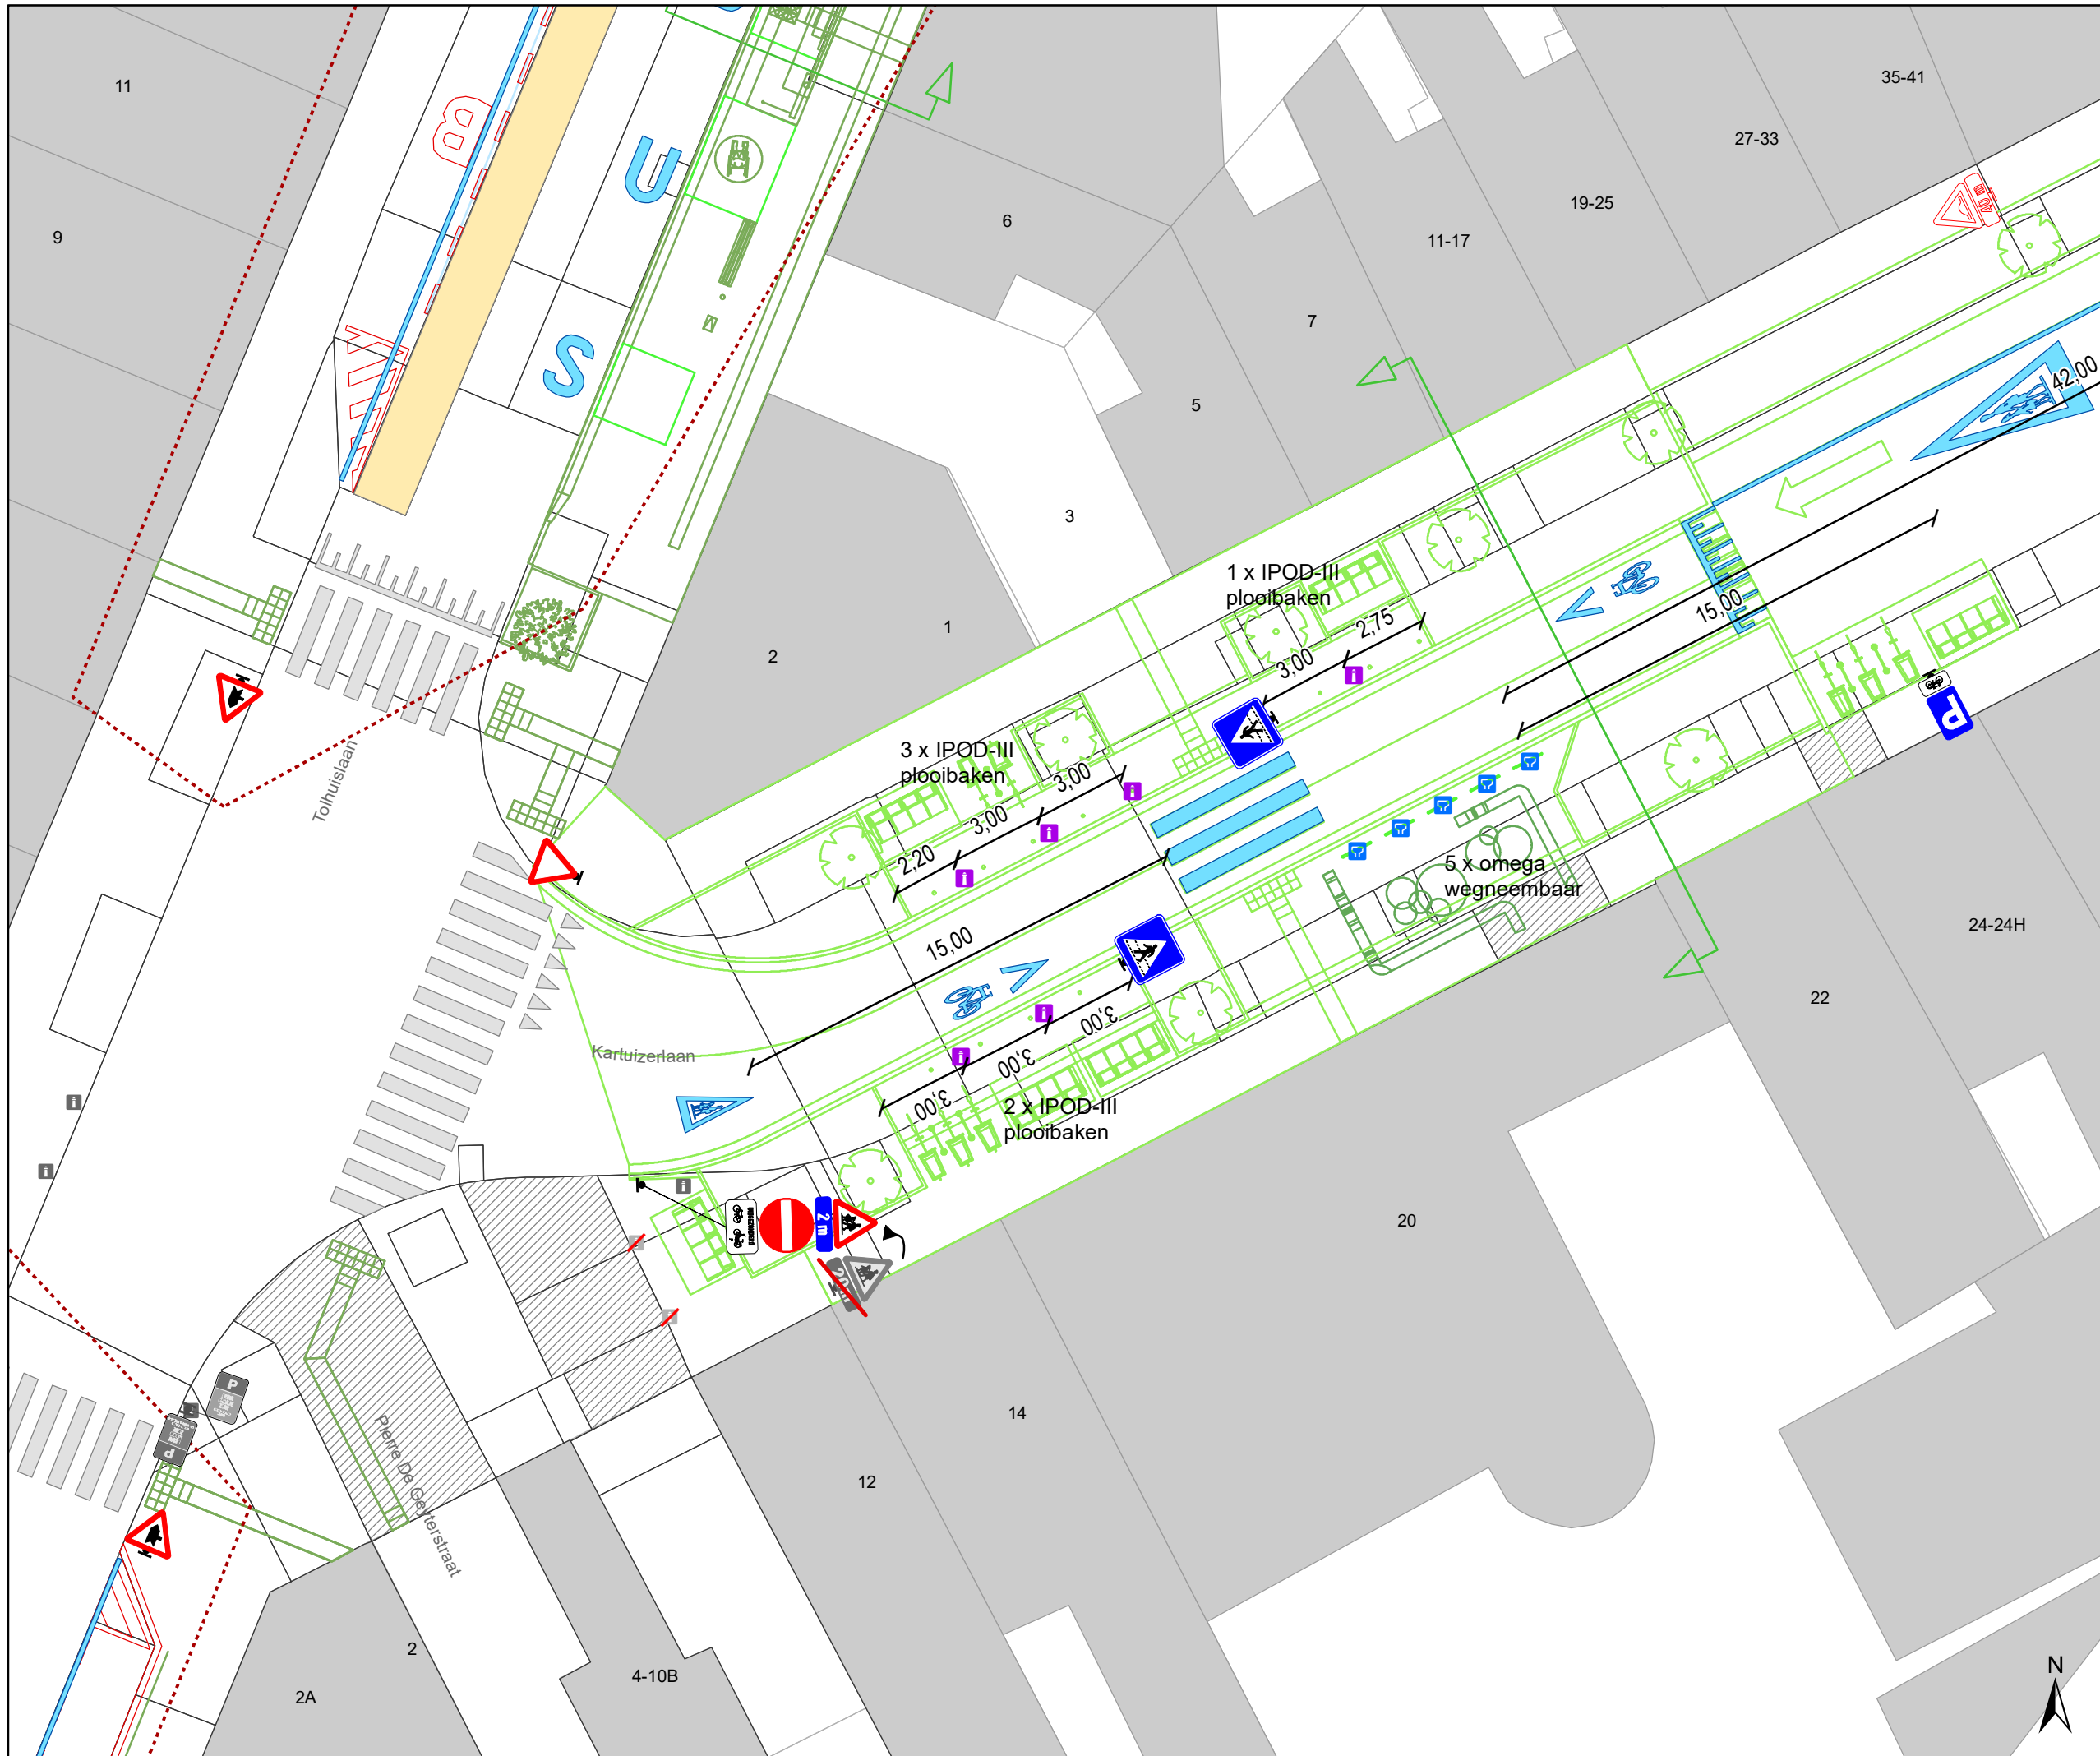 11
35-41
B
27-33
40 m
U
19-25
9
6
11-17
7
S
42,00
5
3
1 x IPOD-III
plooibaken
15,00
2,75
1
2
3,00
P
3 x IPOD-III
plooibaken
3,00
Tolhuislaan
3,00
2,20
5 x omega
wegneembaar
24-24H
15,00
22
3,00
Kartuizerlaan
3,00
3,00
2 x IPOD-III
plooibaken
2 m
20
20m
P
14
P
Pierre De Geyterstraat
12
2
4-10B
2A
N